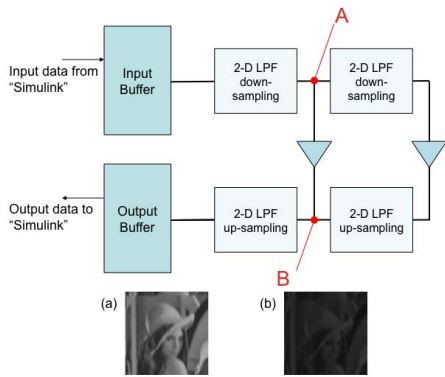 A
Input data from
“Simulink”
Input
Buffer
2-D LPF
down-
sampling
2-D LPF
down-
sampling
Output data to
“Simulink”
Output
Buffer
2-D LPF
up-sampling
2-D LPF
up-sampling
B
(a)
(b)